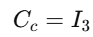 C_c = I_3